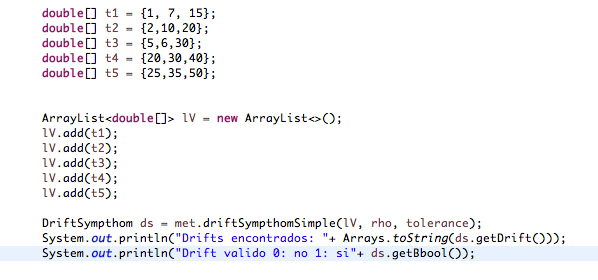 double[] t1 = {1, 7, 15};
double[] t2 = {2,10,20};
double[] t3 = {5,6,30};
double[] t4 = {20,30,40};
double[] t5 = {25,35,50};
ArrayList<double[]> lV = new ArrayList<>();
lV.add(t1);
lV.add(t2);
lV.add(t3);
lV.add(t4);
lV.add(t5);
DriftSympthom ds = met.driftSympthomSimple(lV, rho, tolerance);
System.out.println("Drifts encontrados: "+ Arrays.toString(ds.getDrift()));
System.out.println("Drift valido 0: no 1: si"+ ds.getBbool());